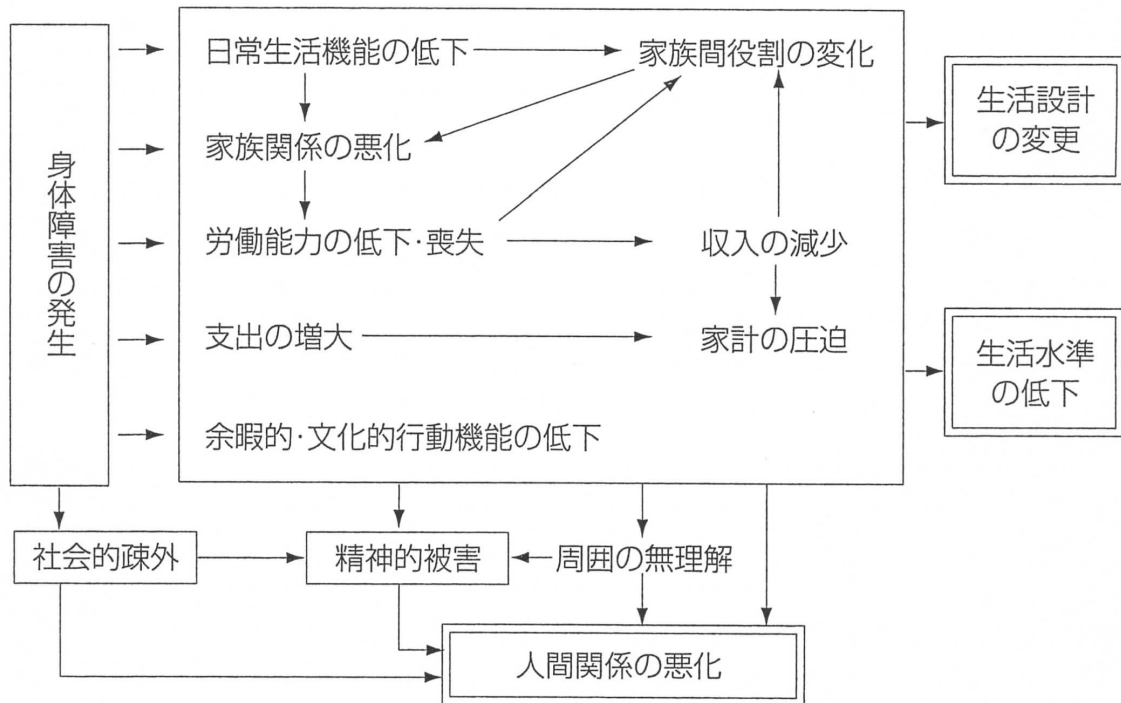 身体障害の発生
日常生活機能の低下
家族間役割の変化
家族関係の悪化
労働能力の低下・喪失
収入の減少
支出の増大
家計の圧迫
余暇的・文化的行動機能の低下
生活設計
の変更
生活水準
の低下
社会的疎外
精神的被害
周囲の無理解
人間関係の悪化